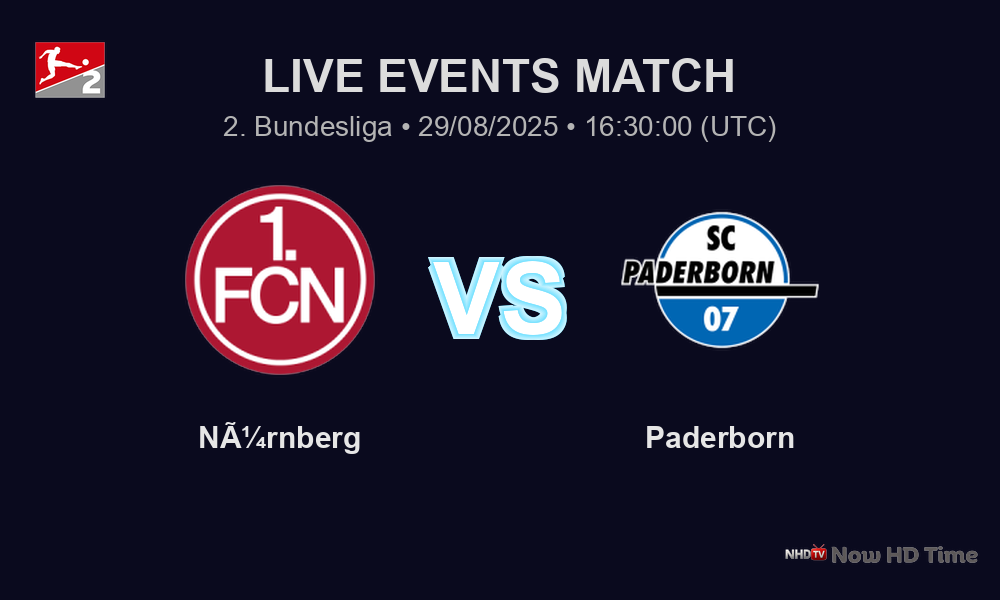 2
LIVE EVENTS MATCH
2. Bundesliga • 29/08/2025 • 16:30:00 (UTC)
1.
FCN
VS
SC
PADERBORN
07
NÃ¼rnberg
Paderborn
NHD TV Now HD Time